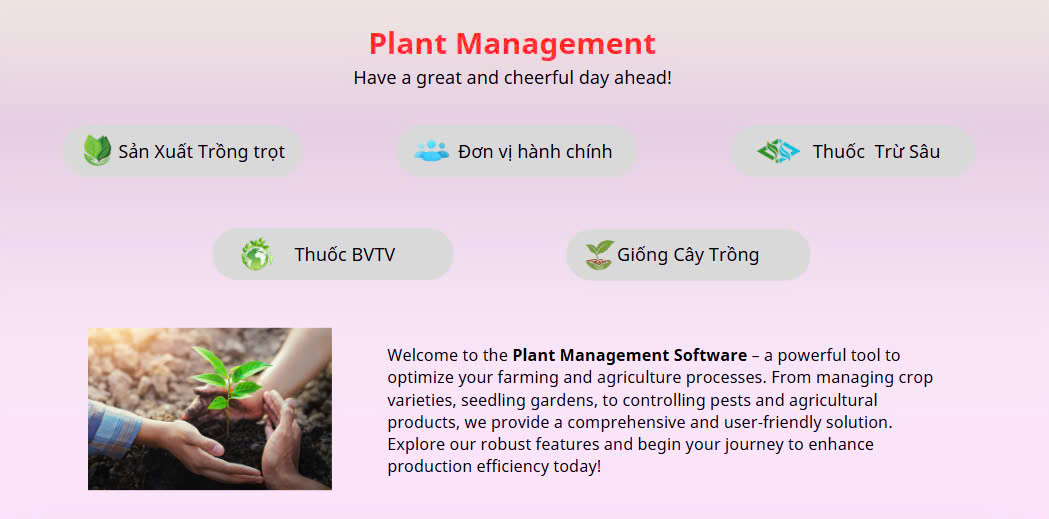 Plant Management
Have a great and cheerful day ahead!
Sản Xuất Trồng trọt
Đơn vị hành chính
Thuốc  Trừ Sâu
Thuốc BVTV
Giống Cây Trồng
Welcome to the Plant Management Software – a powerful tool to
optimize your farming and agriculture processes. From managing crop
varieties, seedling gardens, to controlling pests and agricultural
products, we provide a comprehensive and user-friendly solution.
Explore our robust features and begin your journey to enhance
production efficiency today!